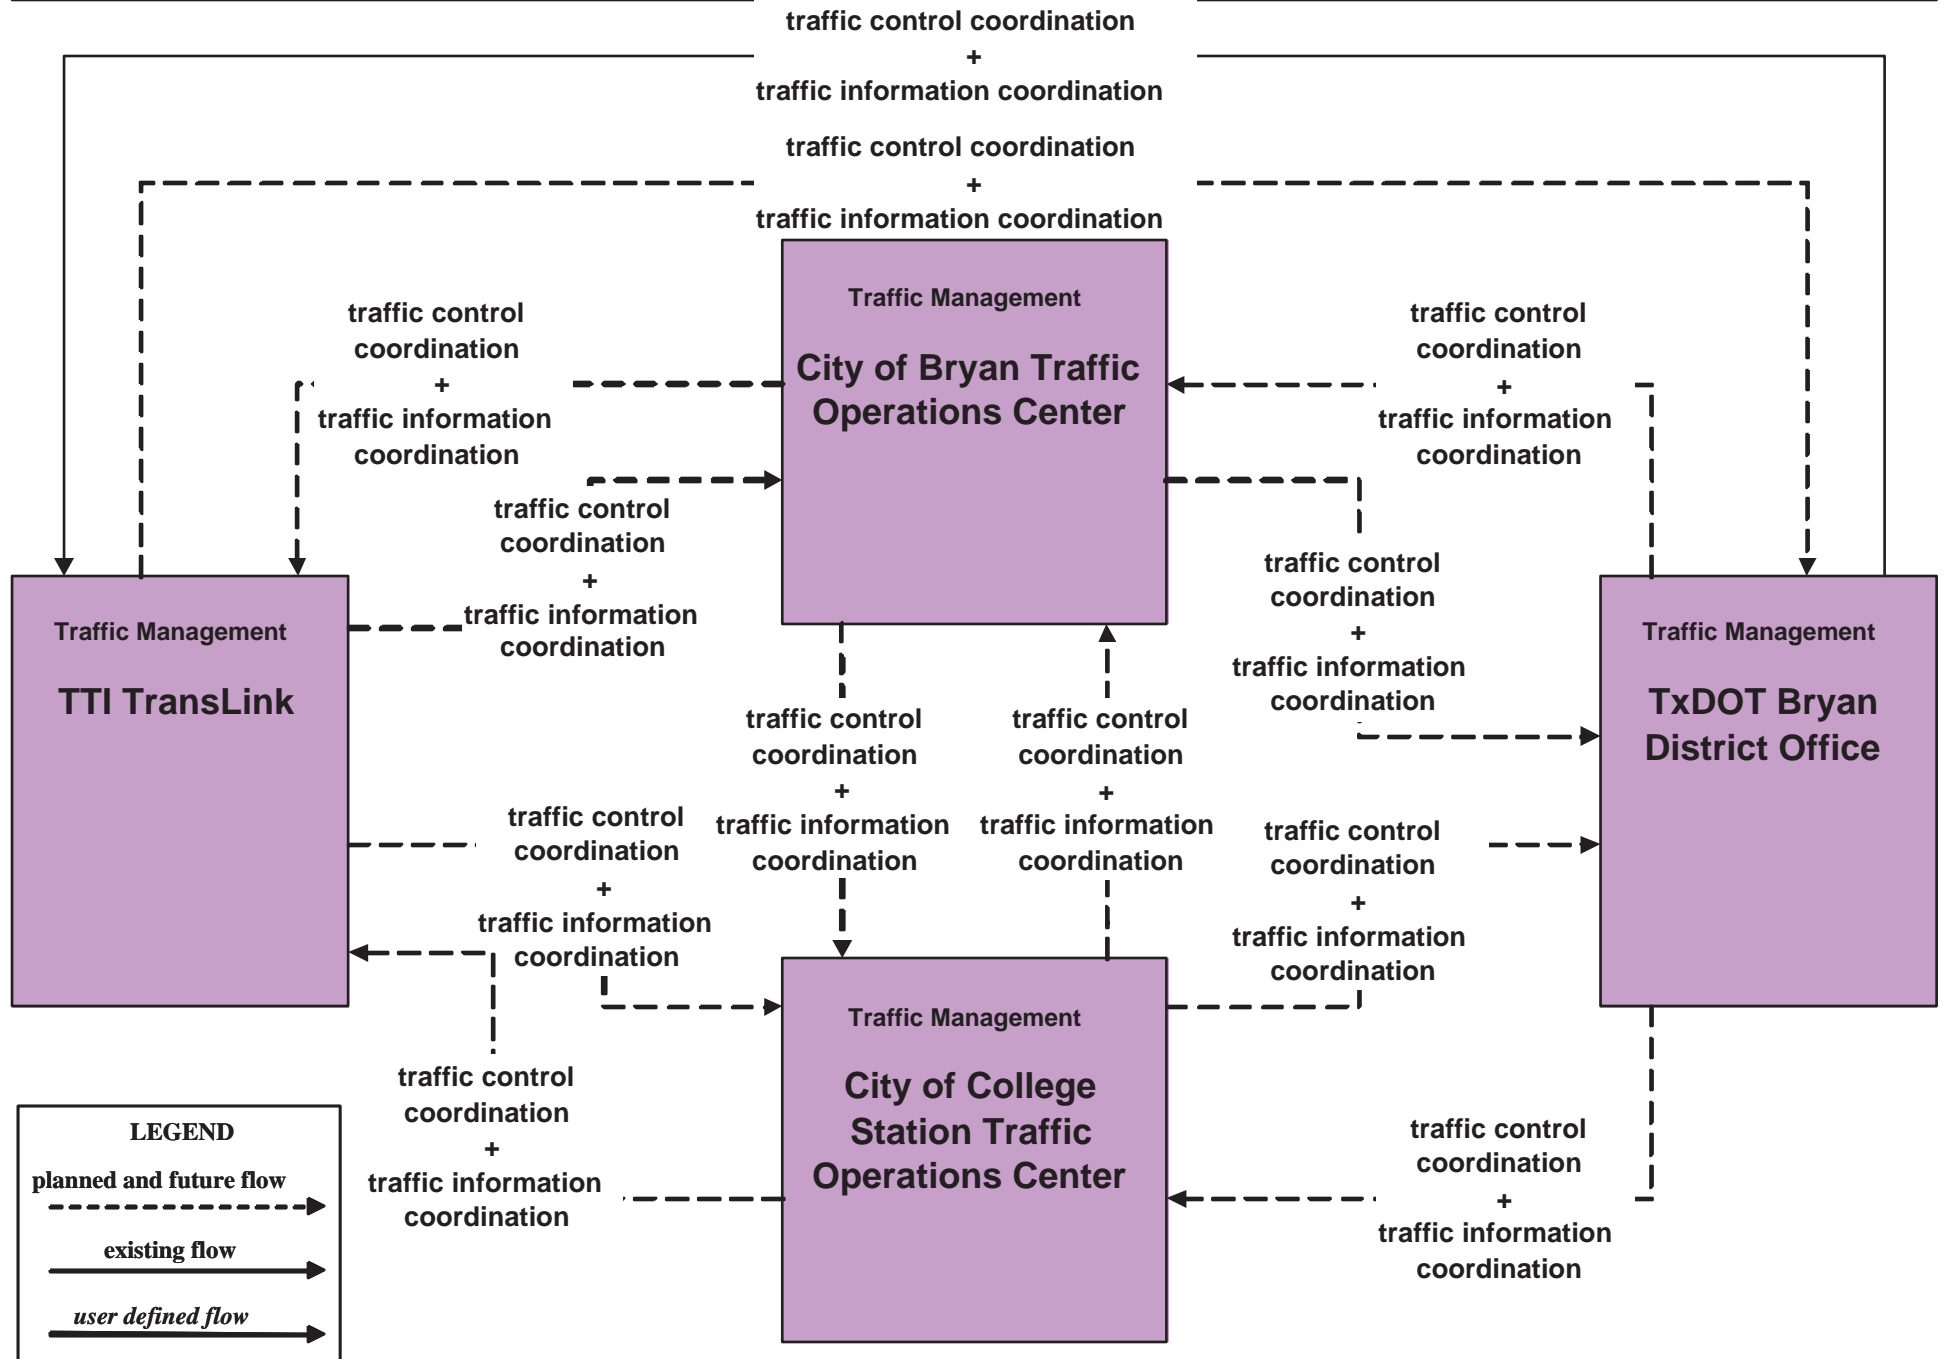 traffic control coordination
+
traffic information coordination
traffic control coordination
+
traffic information coordination
traffic control
coordination
+
traffic information
coordination
Traffic Management
City of Bryan Traffic
Operations Center
traffic control
coordination
+
traffic information
coordination
traffic control
coordination
+
traffic information
coordination
traffic control
coordination
+
traffic information
coordination
Traffic Management
TTI TransLink
Traffic Management
TxDOT Bryan
District Office
traffic control
coordination
+
traffic information
coordination
traffic control
coordination
+
traffic information
coordination
traffic control
coordination
+
traffic information
coordination
traffic control
coordination
+
traffic information
coordination
Traffic Management
City of College
Station Traffic
Operations Center
traffic control
coordination
+
traffic information
coordination
traffic control
coordination
+
traffic information
coordination
LEGEND
planned and future flow
existing flow
user defined flow